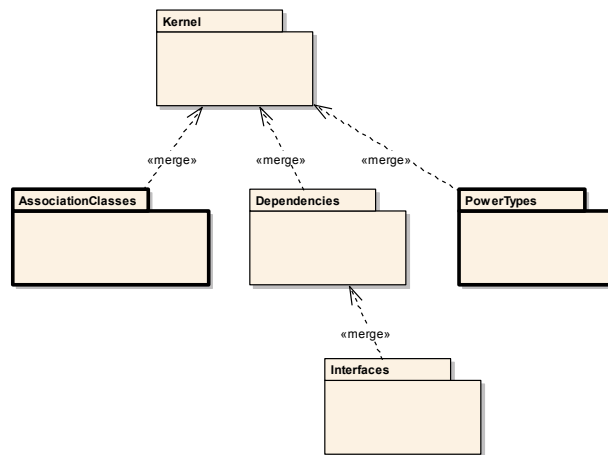 Kernel
«merge»
«merge»
«merge»
AssociationClasses
Dependencies
PowerTypes
«merge»
Interfaces